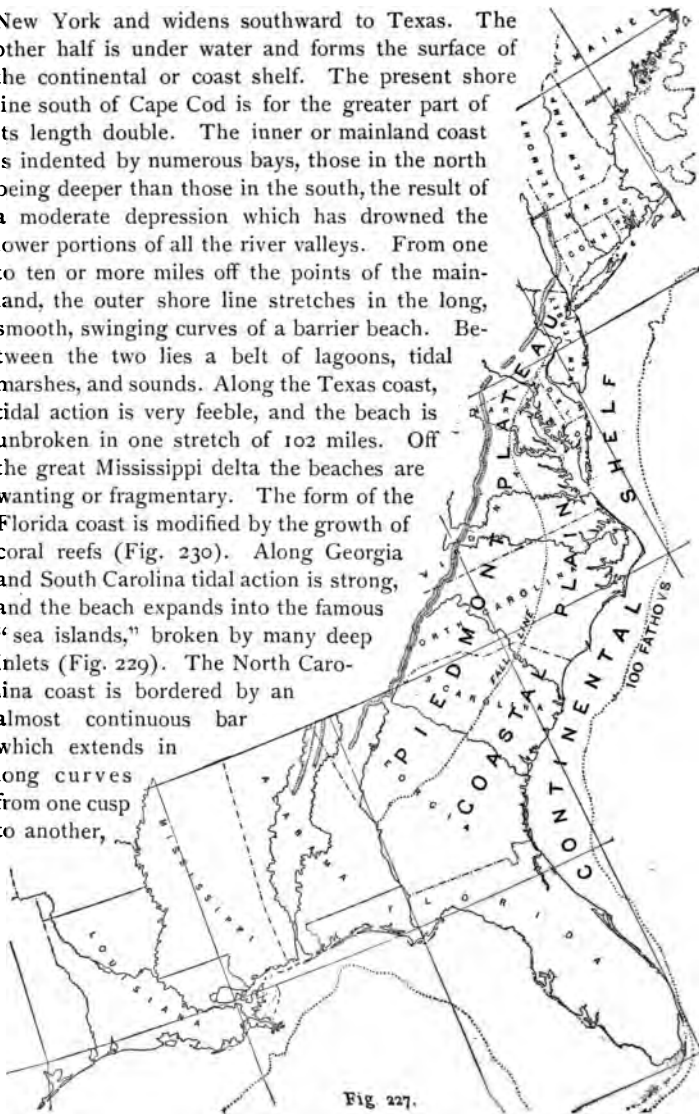 New York and widens southward to Texas. The
other half is under water and forms the surface of
the continental or coast shelf. The present shore
line south of Cape Cod is for the greater part of
its length double. The inner or mainland coast
is indented by numerous bays, those in the north
being deeper than those in the south, the result of
a moderate depression which has drowned the
lower portions of all the river valleys. From one
to ten or more miles off the points of the main-
land, the outer shore line stretches in the long,
smooth, swinging curves of a barrier beach. Be-
tween the two lies a belt of lagoons, tidal
marshes, and sounds. Along the Texas coast,
tidal action is very feeble, and the beach is
unbroken in one stretch of 102 miles. Off
the great Mississippi delta the beaches are
wanting or fragmentary. The form of the
Florida coast is modified by the growth of
coral reefs (Fig. 230). Along Georgia
and South Carolina tidal action is strong,
and the beach expands into the famous
"sea islands," broken by many deep
inlets (Fig. 229). The North Caro-
lina coast is bordered by an
almost continuous bar
which extends in
long curves
from one cusp
to another,
MAINE
VERMONT
NEW HAMP
MASS
CONN
PIEDMONT PLATEAU
COASTAL PLAIN
CONTINENTAL SHELF
100 FATHOMS
FALL LINE
NORTH CAROLINA
S CAROLINA
GEORGIA
ALABAMA
MISSISSIPPI
LOUISIANA
FLORIDA
Fig. 227.